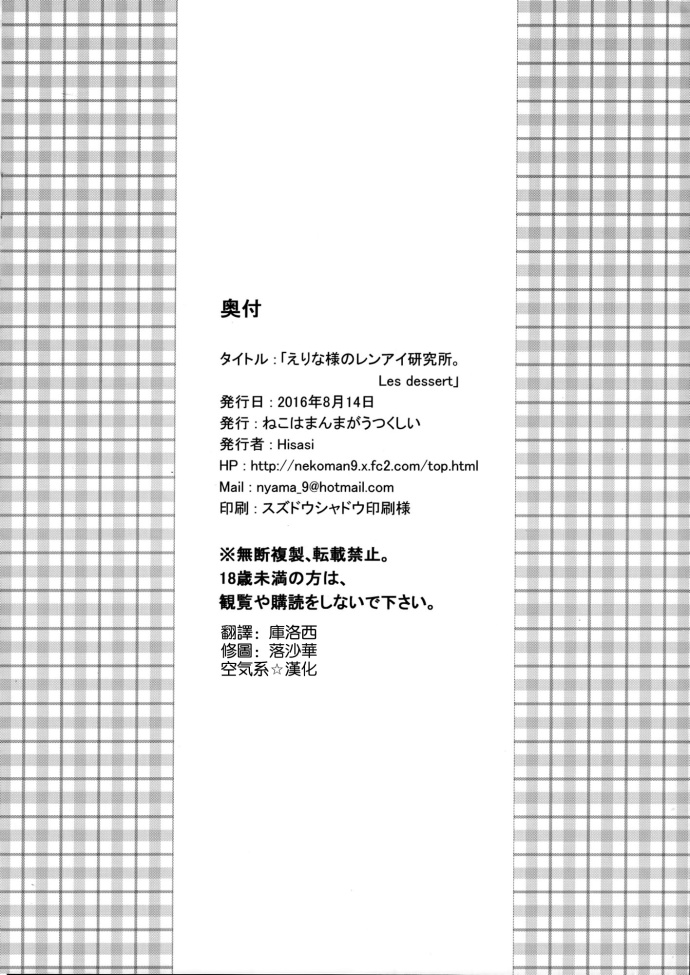 奥付
タイトル：「えりな様のレンアイ研究所。
Les dessert」
発行日：2016年8月14日
発行：ねこはまんまがうつくしい
発行者：Hisasi
HP：http://nekoman9.x.fc2.com/top.html
Mail：nyama_9@hotmail.com
印刷：スズドウシャドウ印刷様
※無断複製、転載禁止。
18歳未満の方は、
観覧や購読をしないで下さい。
翻譯：庫洛西
修圖：落沙華
空気系☆漢化